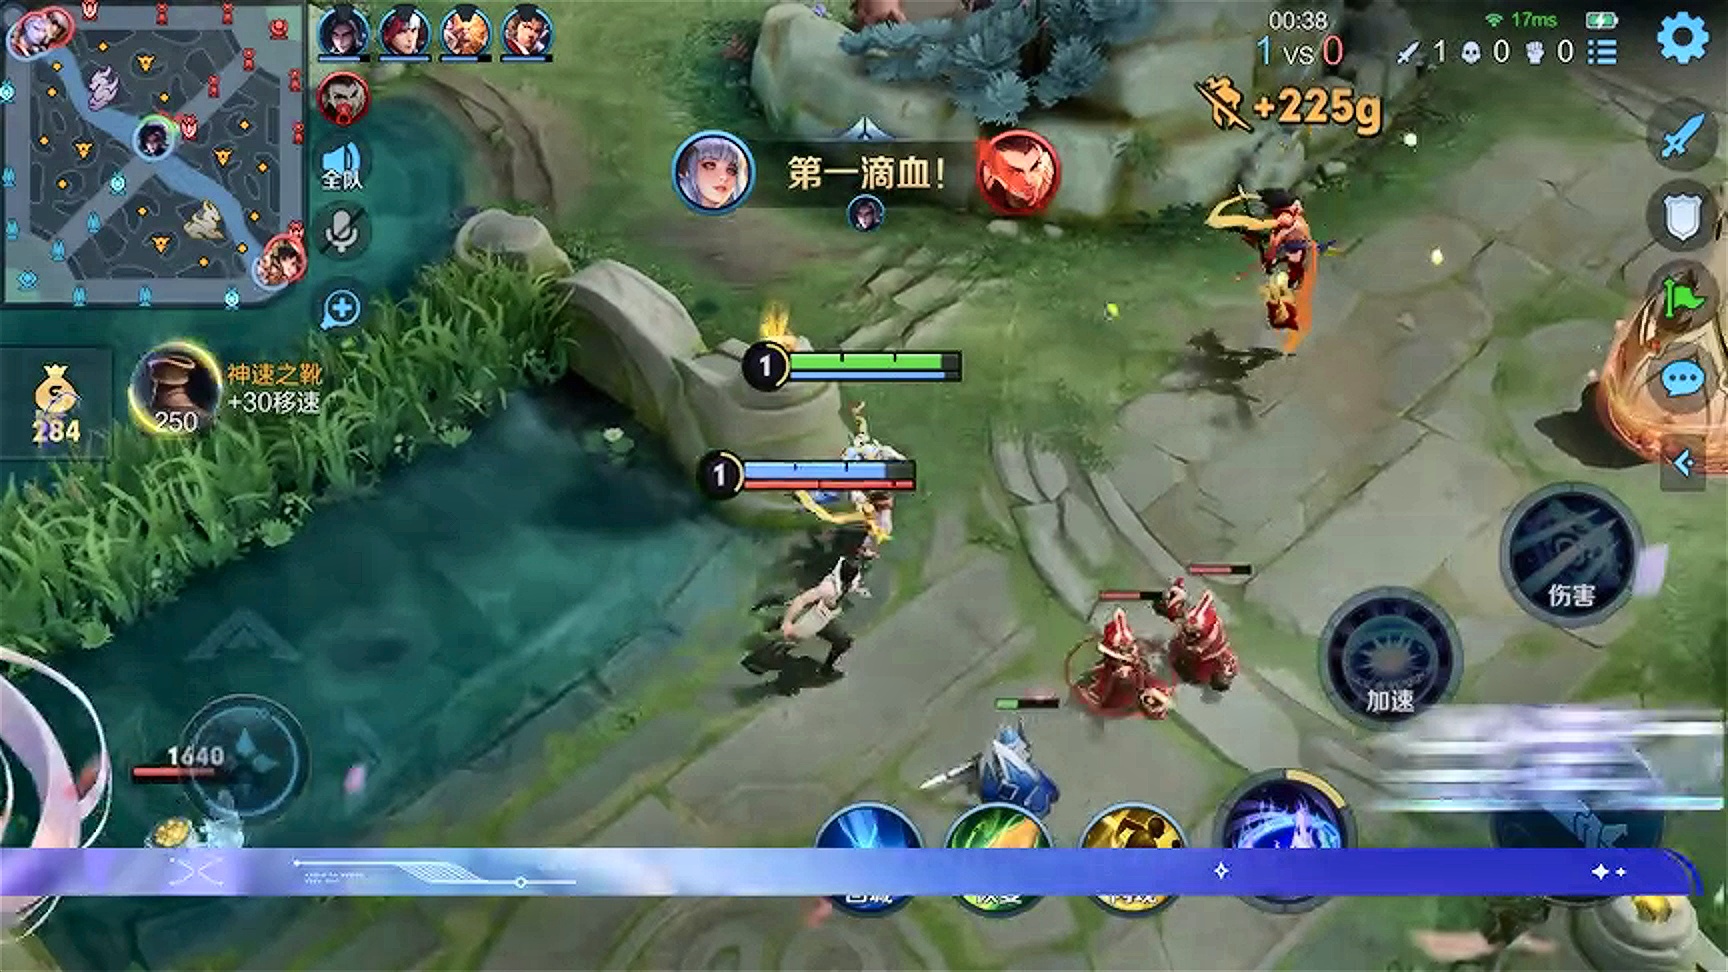 00:38
17ms
1 vs 0
1 0 0
+225g
全队
第一滴血!
1
神速之靴
+30移速
250
284
1
伤害
加速
1640